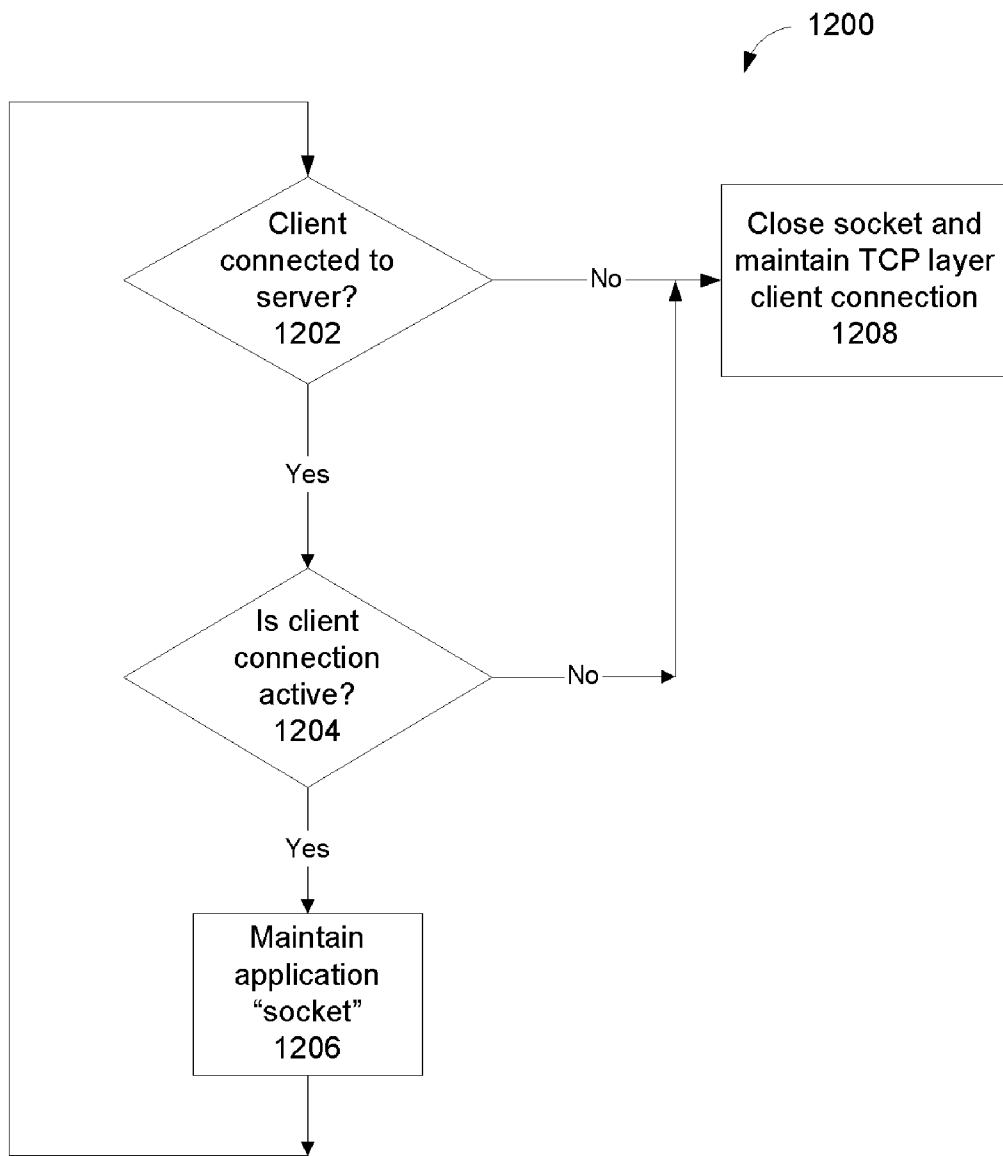 1200
Client
connected to
server?
1202
No
Close socket and
maintain TCP layer
client connection
1208
Yes
Is client
connection
active?
1204
No
Yes
Maintain
application
“socket”
1206